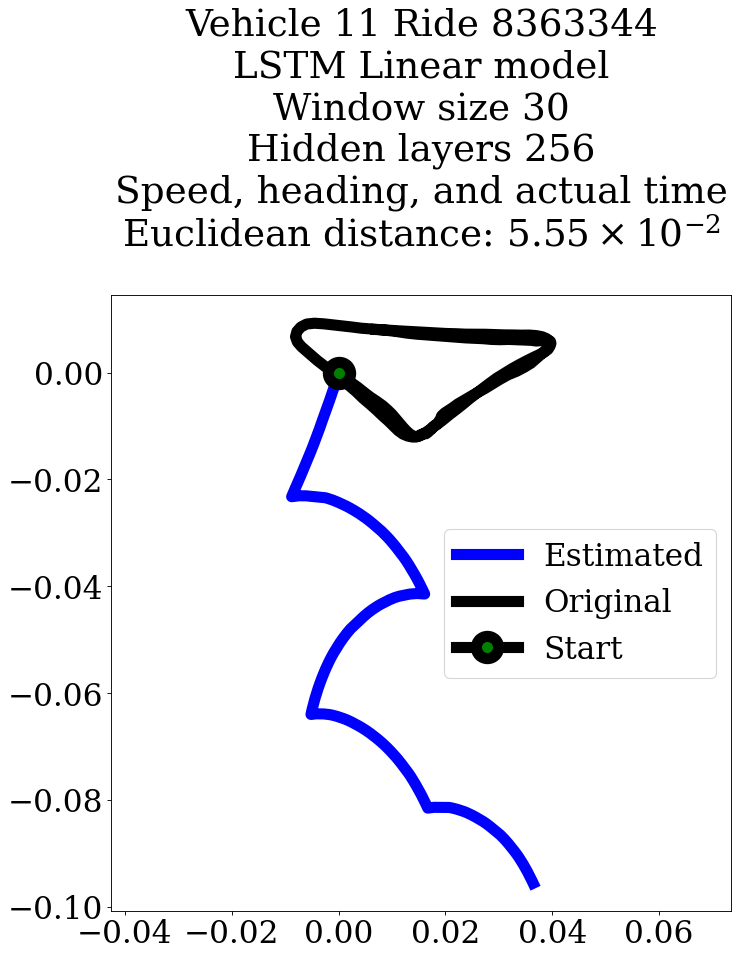 Vehicle 11 Ride 8363344
LSTM Linear model
Window size 30
Hidden layers 256
Speed, heading, and actual time
Euclidean distance: 5.55 × 10⁻²
0.00
−0.02
−0.04
Estimated
Original
Start
−0.06
−0.08
−0.10
−0.04 −0.02 0.00 0.02 0.04 0.06